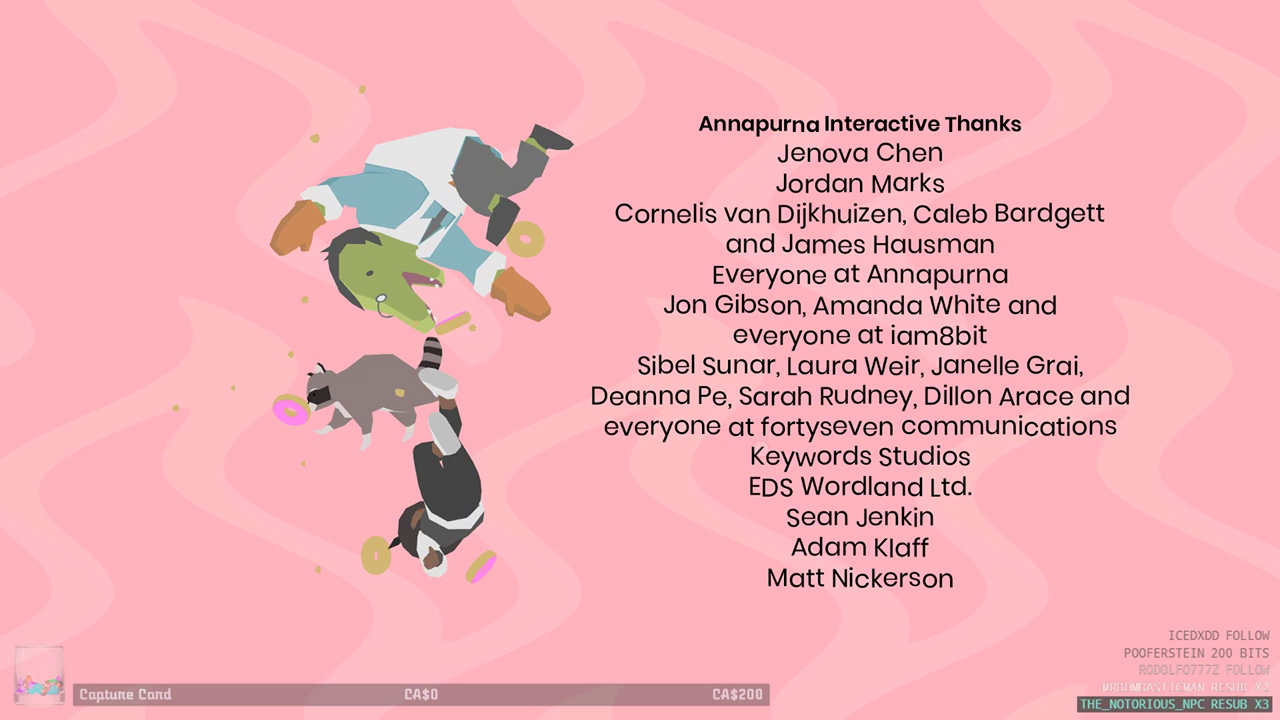 Annapurna Interactive Thanks
Jenova Chen
Jordan Marks
Cornelis van Dijkhuizen, Caleb Bardgett
and James Hausman
Everyone at Annapurna
Jon Gibson, Amanda White and
everyone at iam8bit
Sibel Sunar, Laura Weir, Janelle Grai,
Deanna Pe, Sarah Rudney, Dillon Arace and
everyone at fortyseven communications
Keywords Studios
EDS Wordland Ltd.
Sean Jenkin
Adam Klaff
Matt Nickerson
ICEDXDD FOLLOW
POOFERSTEIN 200 BITS
RODOLFO777Z FOLLOW
MRBOMBASTICMAN RESUB X2
THE_NOTORIOUS_NPC RESUB X3
Capture Card CA$0 CA$200